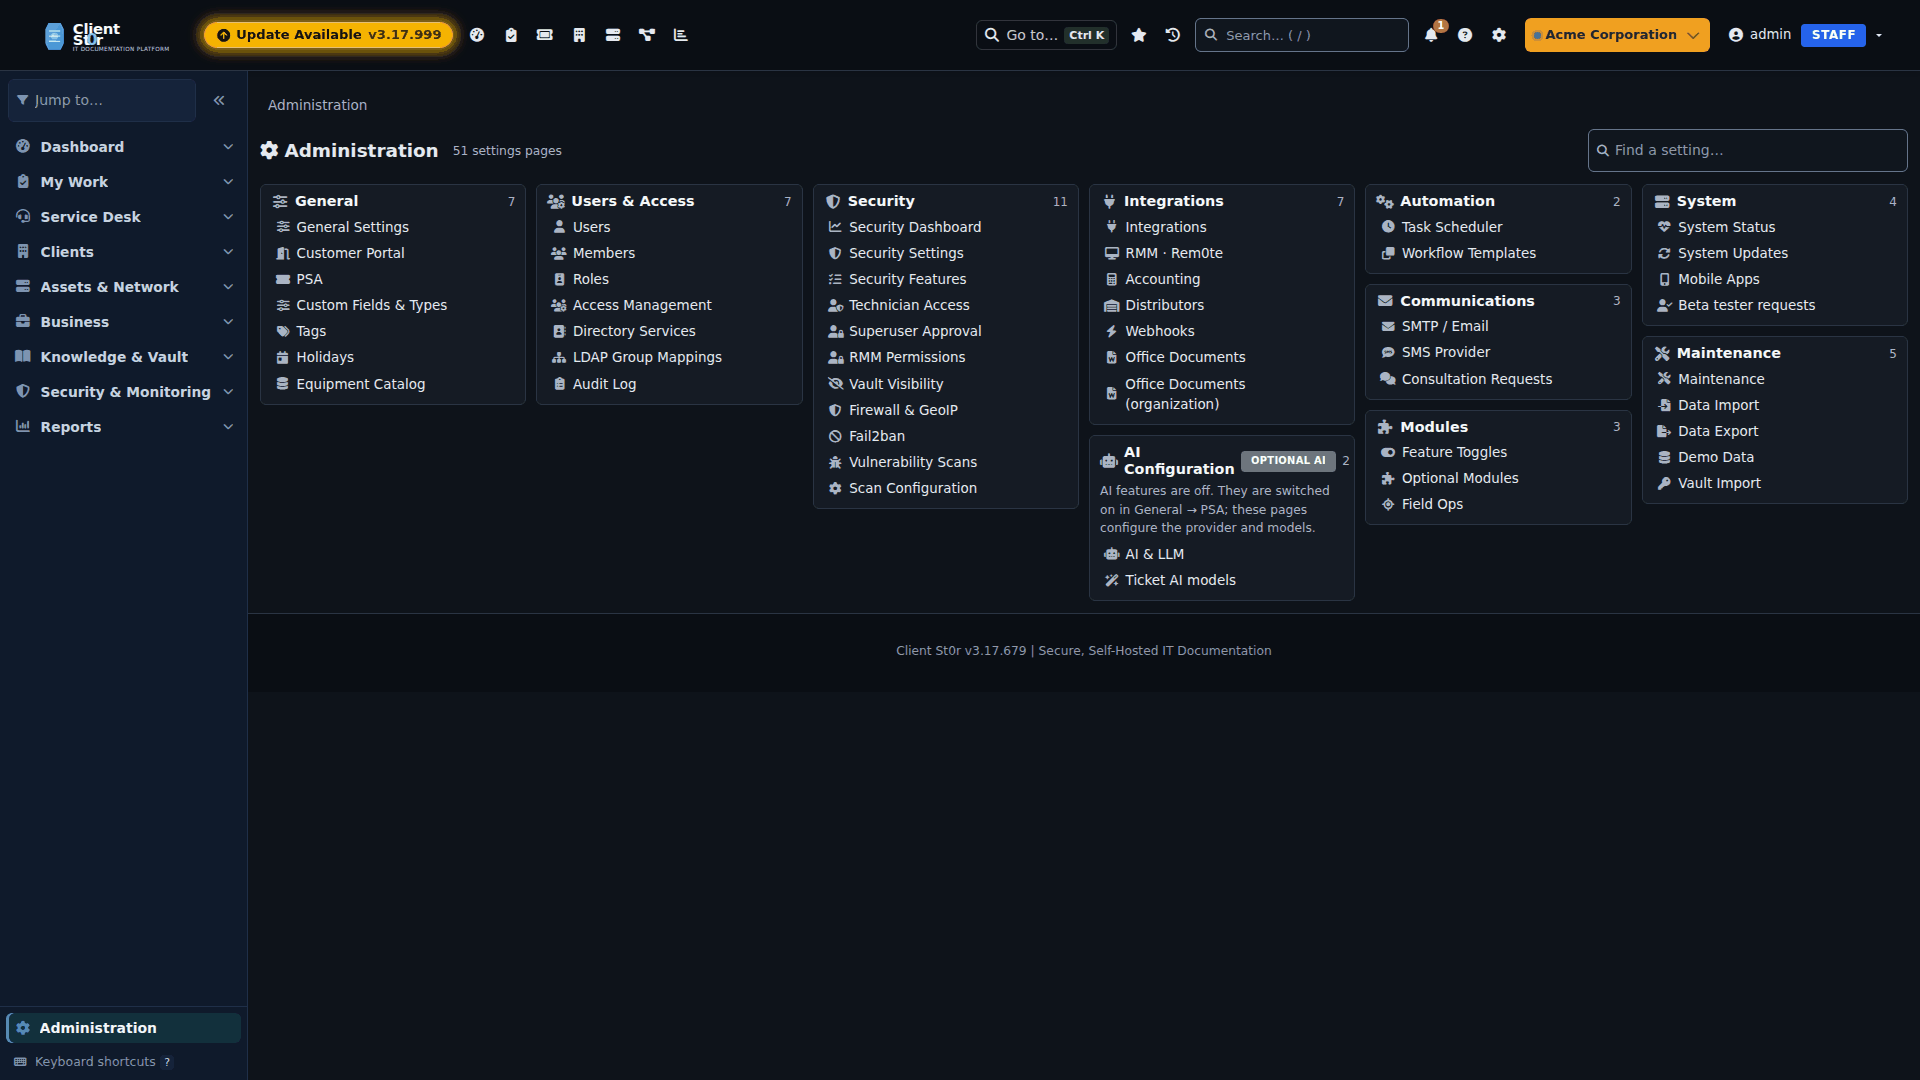 Client
St0r
IT DOCUMENTATION PLATFORM
Update Available v3.17.999
Go to… Ctrl K
Search... ( / )
1
Acme Corporation
admin STAFF
Jump to…
Dashboard
My Work
Service Desk
Clients
Assets & Network
Business
Knowledge & Vault
Security & Monitoring
Reports
Administration
Keyboard shortcuts ?
Administration
Administration 51 settings pages
Find a setting…
General 7
General Settings
Customer Portal
PSA
Custom Fields & Types
Tags
Holidays
Equipment Catalog
Users & Access 7
Users
Members
Roles
Access Management
Directory Services
LDAP Group Mappings
Audit Log
Security 11
Security Dashboard
Security Settings
Security Features
Technician Access
Superuser Approval
RMM Permissions
Vault Visibility
Firewall & GeoIP
Fail2ban
Vulnerability Scans
Scan Configuration
Integrations 7
Integrations
RMM · Rem0te
Accounting
Distributors
Webhooks
Office Documents
Office Documents
(organization)
AI
Configuration OPTIONAL AI 2
AI features are off. They are switched
on in General → PSA; these pages
configure the provider and models.
AI & LLM
Ticket AI models
Automation 2
Task Scheduler
Workflow Templates
Communications 3
SMTP / Email
SMS Provider
Consultation Requests
Modules 3
Feature Toggles
Optional Modules
Field Ops
System 4
System Status
System Updates
Mobile Apps
Beta tester requests
Maintenance 5
Maintenance
Data Import
Data Export
Demo Data
Vault Import
Client St0r v3.17.679 | Secure, Self-Hosted IT Documentation